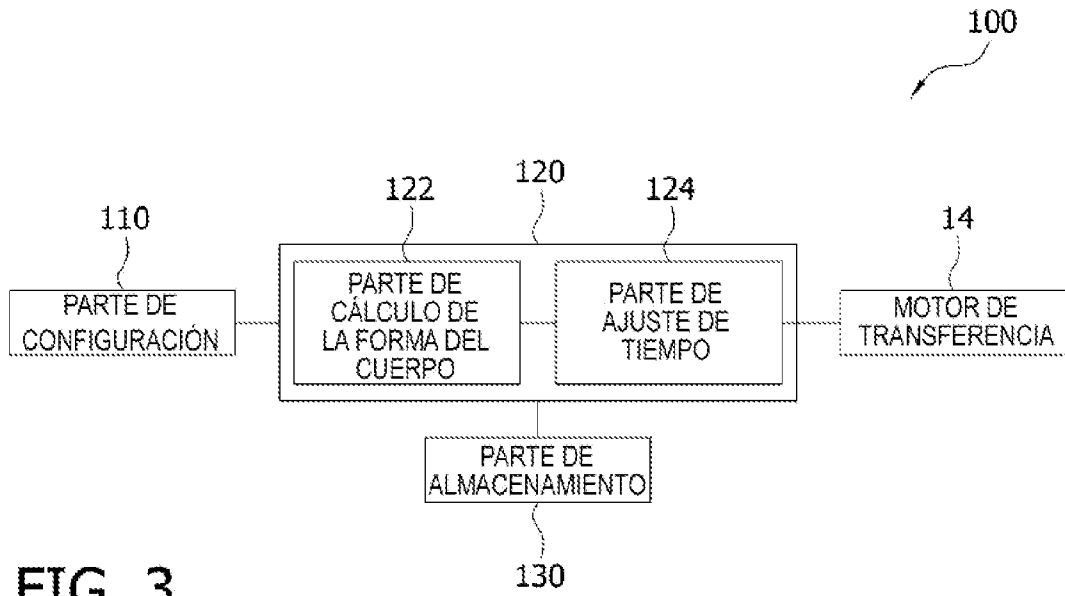 100
120
122
124
110
14
PARTE DE
CONFIGURACIÓN
PARTE DE
CÁLCULO DE
LA FORMA DEL
CUERPO
PARTE DE
AJUSTE DE
TIEMPO
MOTOR DE
TRANSFERENCIA
PARTE DE
ALMACENAMIENTO
130
FIG. 3